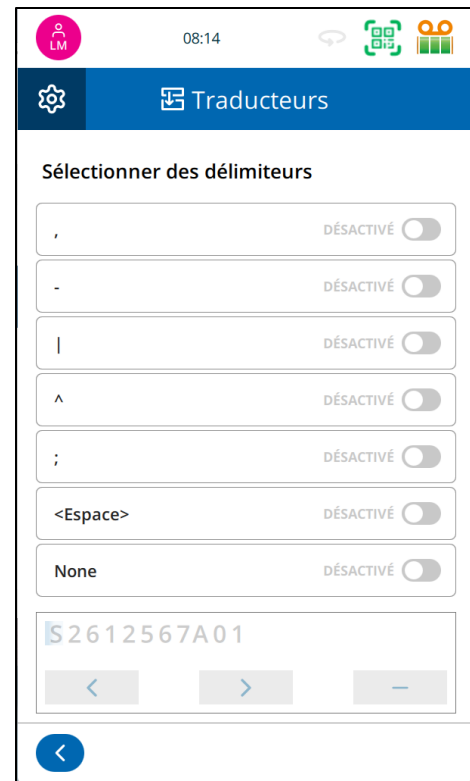 LM
08:14
Traducteurs
Sélectionner des délimiteurs
, DÉSACTIVÉ
- DÉSACTIVÉ
| DÉSACTIVÉ
^ DÉSACTIVÉ
; DÉSACTIVÉ
<Espace> DÉSACTIVÉ
None DÉSACTIVÉ
S2612567A01